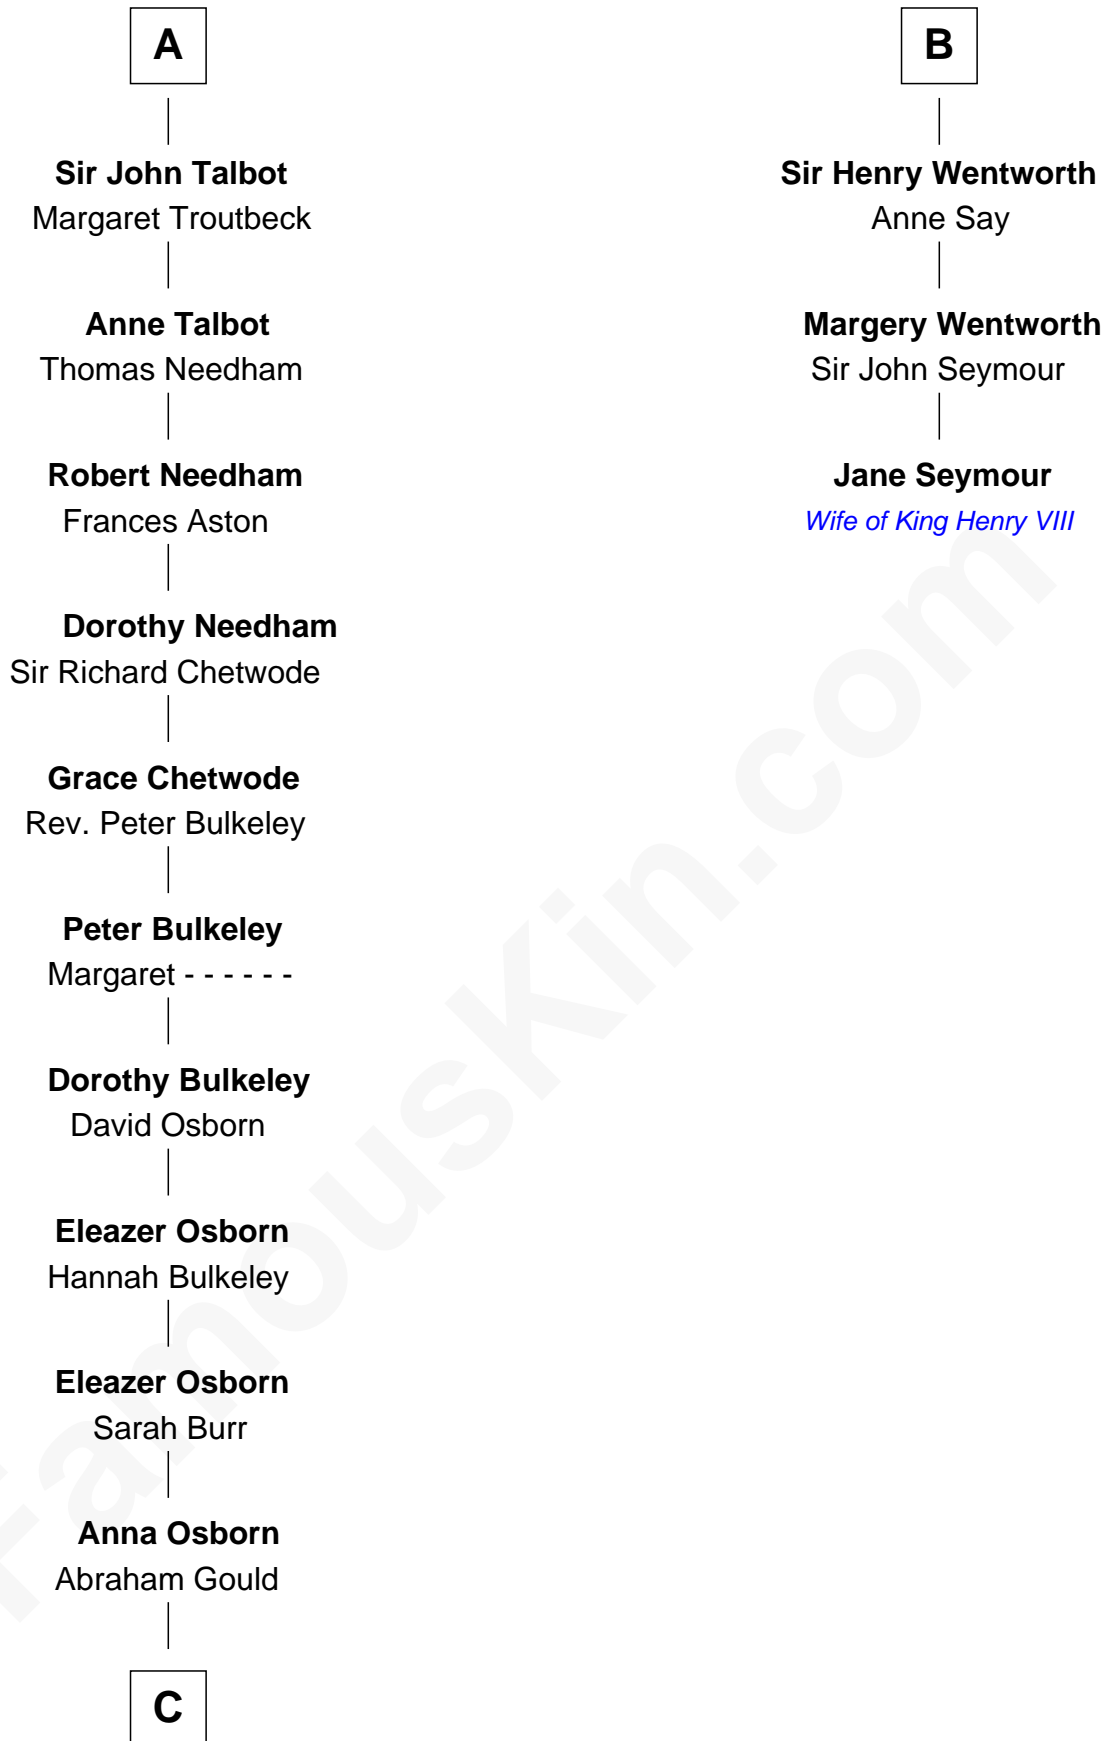 A
Sir John Talbot
Margaret Troutbeck
Anne Talbot
Thomas Needham
Robert Needham
Frances Aston
Dorothy Needham
Sir Richard Chetwode
Grace Chetwode
Rev. Peter Bulkeley
Peter Bulkeley
Margaret - - - - - -
Dorothy Bulkeley
David Osborn
Eleazer Osborn
Hannah Bulkeley
Eleazer Osborn
Sarah Burr
Anna Osborn
Abraham Gould
C
B
Sir Henry Wentworth
Anne Say
Margery Wentworth
Sir John Seymour
Jane Seymour
Wife of King Henry VIII
FamousKin.com